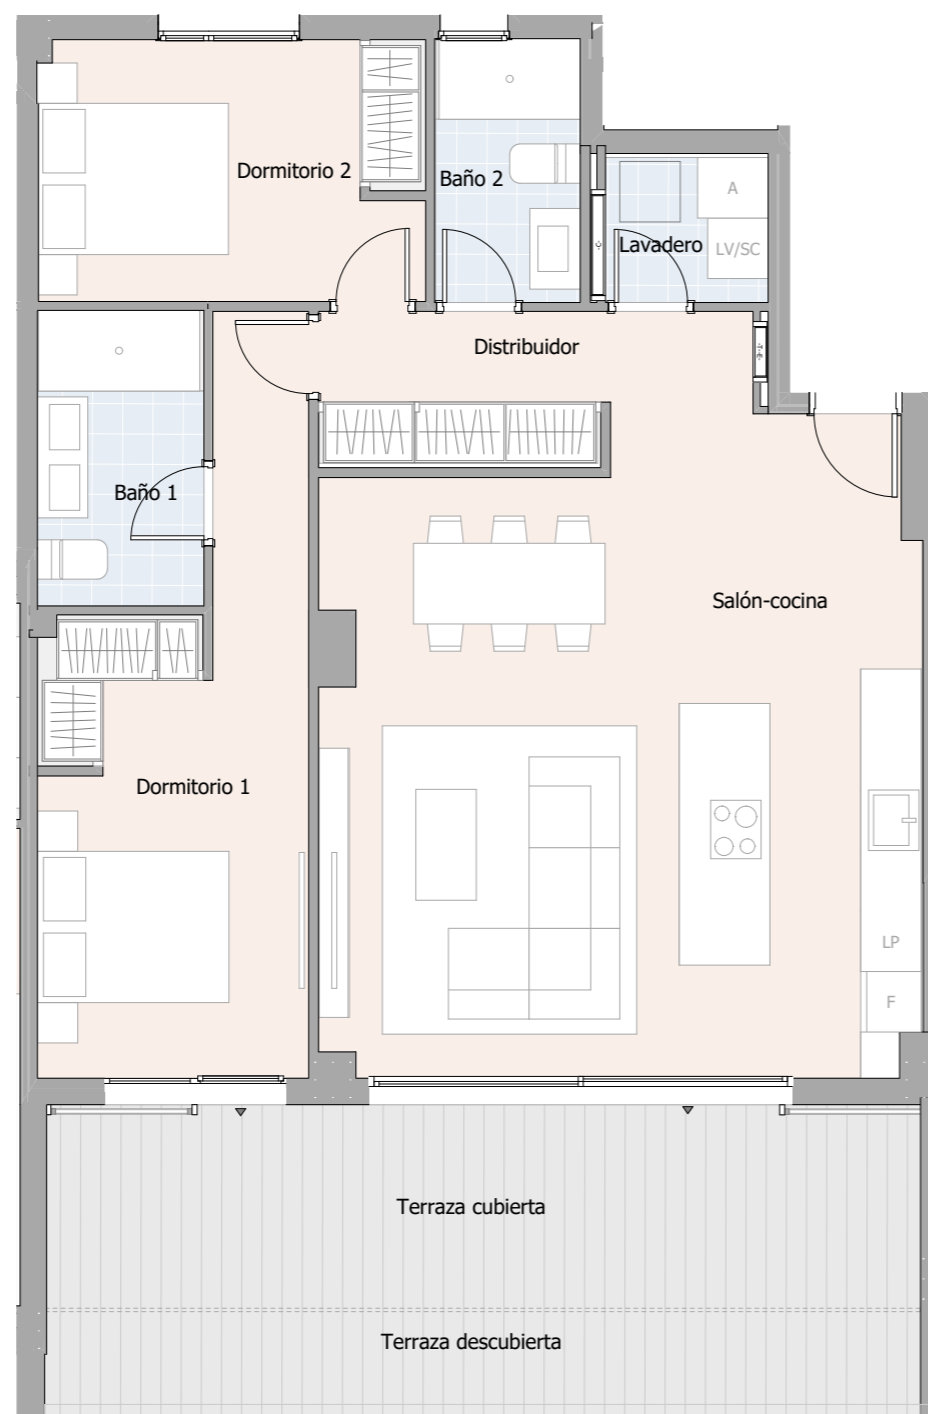 Dormitorio 2
Baño 2
A
Lavadero
LV/SC
Distribuidor
Baño 1
Salón-cocina
Dormitorio 1
LP
F
Terraza cubierta
Terraza descubierta